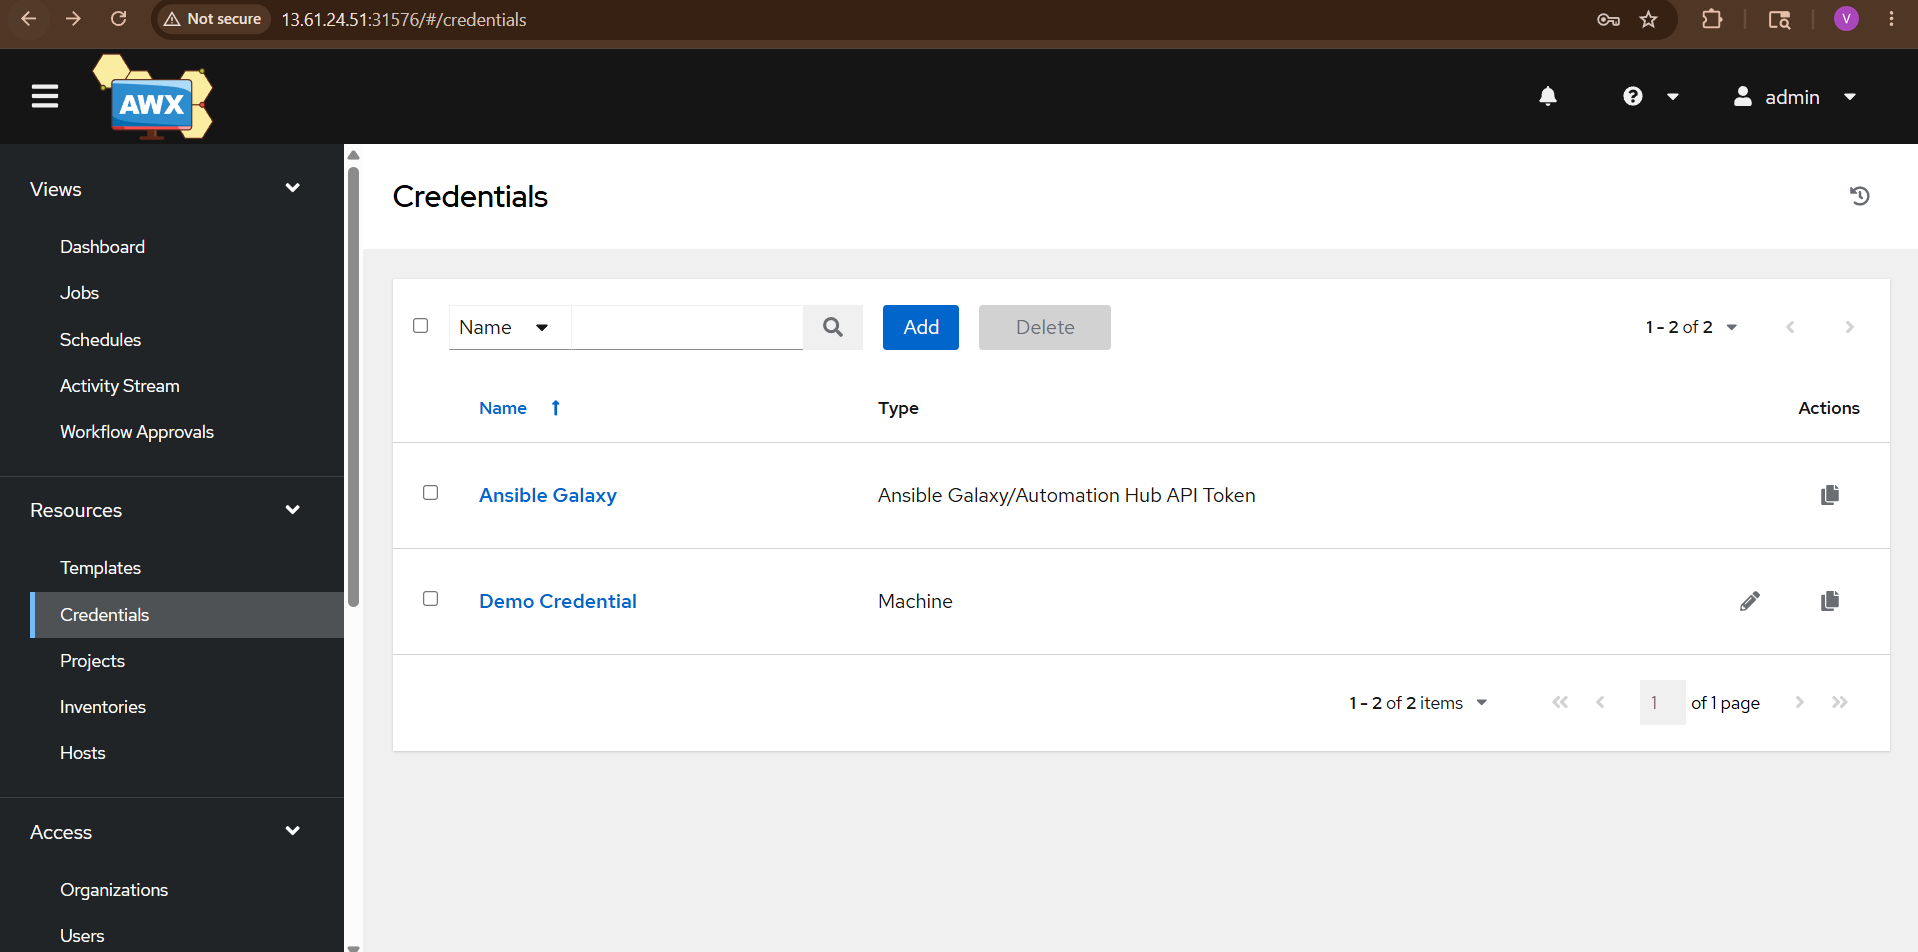 Not secure 13.61.24.51:31576/#/credentials V
AWX admin
Views
Dashboard
Jobs
Schedules
Activity Stream
Workflow Approvals
Resources
Templates
Credentials
Projects
Inventories
Hosts
Access
Organizations
Users
Credentials
Name Add Delete 1 - 2 of 2
Name Type Actions
Ansible Galaxy Ansible Galaxy/Automation Hub API Token
Demo Credential Machine
1 - 2 of 2 items 1 of 1 page